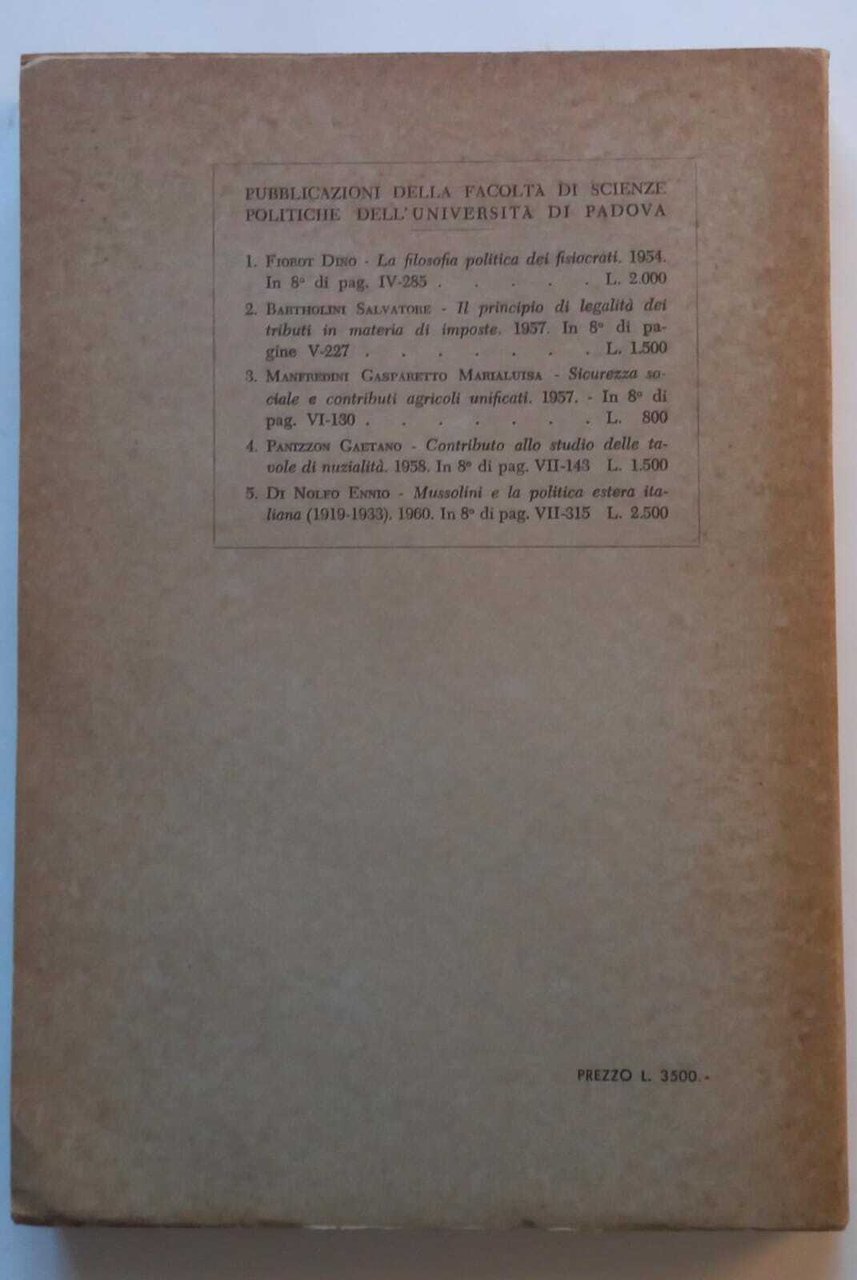 PUBBLICAZIONI DELLA FACOLTÀ DI SCIENZE
POLITICHE DELL'UNIVERSITÀ DI PADOVA
1. FIOROT DINO - La filosofia politica dei fisiocrati. 1954.
In 8º di pag. IV-285 . . . . . L. 2.000
2. BARTHOLINI SALVATORE - Il principio di legalità dei
tributi in materia di imposte. 1957. In 8º di pa-
gine V-227 . . . . . . . L. 1.500
3. MANFREDINI GASPARETTO MARIALUISA - Sicurezza so-
ciale e contributi agricoli unificati. 1957. - In 8º di
pag. VI-130 . . . . . . . L. 800
4. PANIZZON GAETANO - Contributo allo studio delle ta-
vole di nuzialità. 1958. In 8º di pag. VII-143 L. 1.500
5. DI NOLFO ENNIO - Mussolini e la politica estera ita-
liana (1919-1933). 1960. In 8º di pag. VII-315 L. 2.500
PREZZO L. 3500.-